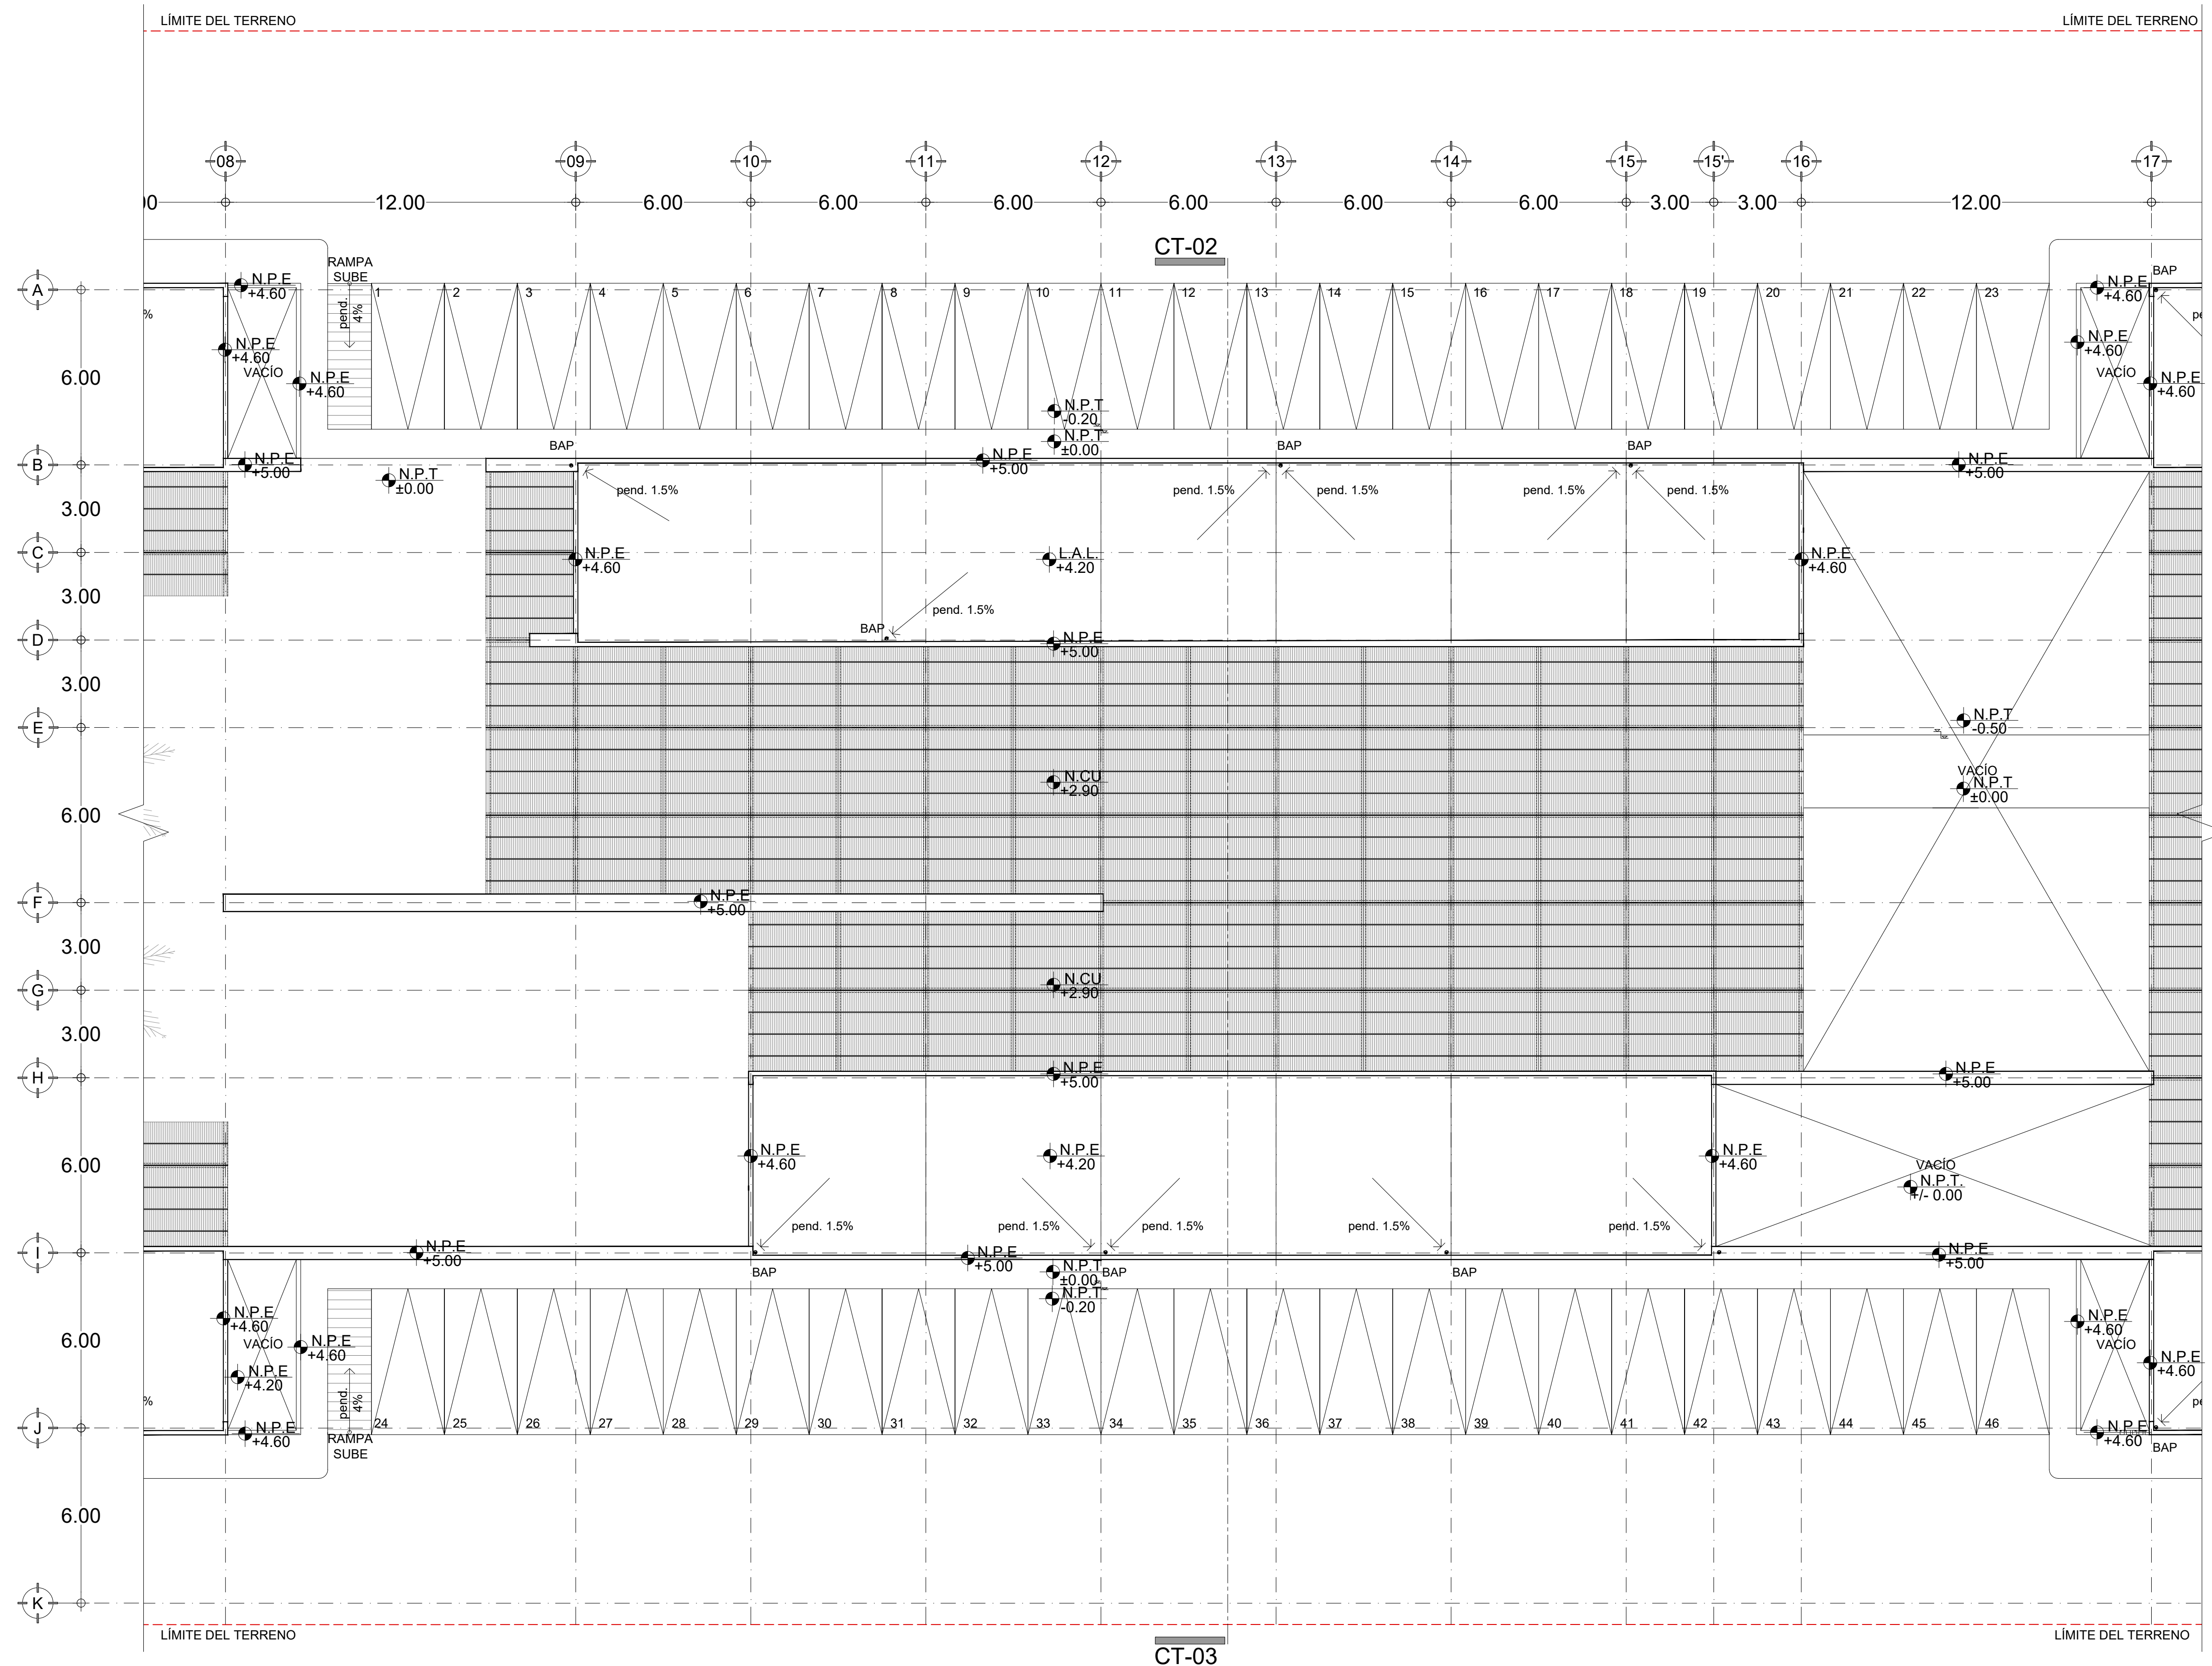 LÍMITE DEL TERRENO
LÍMITE DEL TERRENO
08
09
10
11
12
13
14
15
15'
16
17
12.00
6.00
6.00
6.00
6.00
6.00
6.00
3.00
3.00
12.00
CT-02
RAMPA
SUBE
BAP
A
N.P.E
+4.60
pend.
4%
1
2
3
4
5
6
7
8
9
10
11
12
13
14
15
16
17
18
19
20
21
22
23
N.P.E
+4.60
%
N.P.E
+4.60
VACÍO
N.P.E
+4.60
N.P.E
+4.60
VACÍO
N.P.E
+4.60
6.00
N.P.T
-0.20
N.P.T
±0.00
BAP
BAP
BAP
B
N.P.E
+5.00
N.P.E
+5.00
N.P.E
+5.00
N.P.T
±0.00
pend. 1.5%
pend. 1.5%
pend. 1.5%
pend. 1.5%
pend. 1.5%
3.00
C
N.P.E
+4.60
L.A.L.
+4.20
N.P.E
+4.60
3.00
pend. 1.5%
BAP
D
N.P.E
+5.00
3.00
E
N.P.T
-0.50
VACÍO
N.P.T
±0.00
N.CU
+2.90
6.00
F
N.P.E
+5.00
3.00
G
N.CU
+2.90
3.00
H
N.P.E
+5.00
N.P.E
+5.00
6.00
N.P.E
+4.60
N.P.E
+4.20
N.P.E
+4.60
VACÍO
N.P.T.
+/- 0.00
pend. 1.5%
pend. 1.5%
pend. 1.5%
pend. 1.5%
pend. 1.5%
I
N.P.E
+5.00
N.P.E
+5.00
N.P.E
+5.00
BAP
N.P.T
±0.00
BAP
BAP
N.P.T
-0.20
N.P.E
+4.60
VACÍO
N.P.E
+4.60
N.P.E
+4.20
N.P.E
+4.60
VACÍO
N.P.E
+4.60
6.00
%
pend.
4%
J
N.P.E
+4.60
24
25
26
27
28
29
30
31
32
33
34
35
36
37
38
39
40
41
42
43
44
45
46
N.P.E
+4.60
RAMPA
SUBE
BAP
6.00
K
LÍMITE DEL TERRENO
LÍMITE DEL TERRENO
CT-03